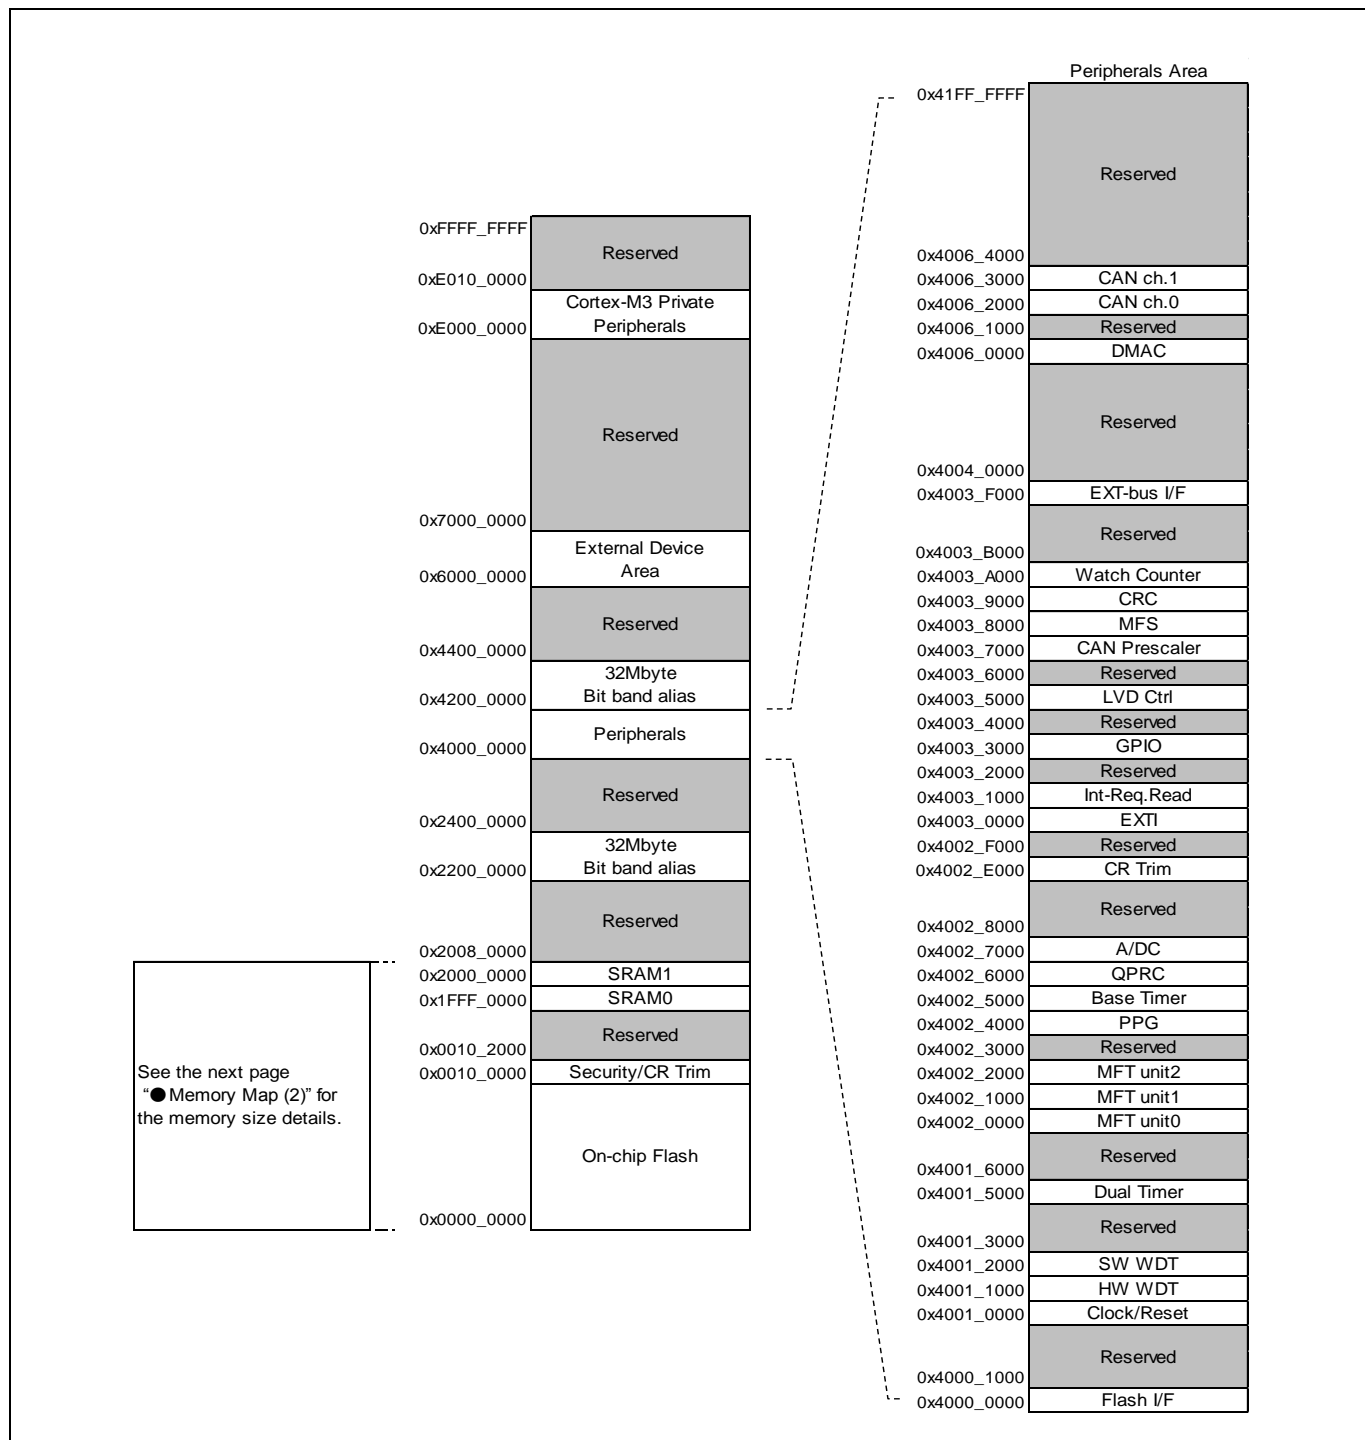 Peripherals Area
0x41FF_FFFF
Reserved
0x4006_4000
0x4006_3000 CAN ch.1
0x4006_2000 CAN ch.0
0x4006_1000 Reserved
0x4006_0000 DMAC
Reserved
0x4004_0000
0x4003_F000 EXT-bus I/F
Reserved
0x4003_B000
0x4003_A000 Watch Counter
0x4003_9000 CRC
0x4003_8000 MFS
0x4003_7000 CAN Prescaler
0x4003_6000 Reserved
0x4003_5000 LVD Ctrl
0x4003_4000 Reserved
0x4003_3000 GPIO
0x4003_2000 Reserved
0x4003_1000 Int-Req.Read
0x4003_0000 EXTI
0x4002_F000 Reserved
0x4002_E000 CR Trim
Reserved
0x4002_8000
0x4002_7000 A/DC
0x4002_6000 QPRC
0x4002_5000 Base Timer
0x4002_4000 PPG
0x4002_3000 Reserved
0x4002_2000 MFT unit2
0x4002_1000 MFT unit1
0x4002_0000 MFT unit0
Reserved
0x4001_6000
0x4001_5000 Dual Timer
Reserved
0x4001_3000
0x4001_2000 SW WDT
0x4001_1000 HW WDT
0x4001_0000 Clock/Reset
Reserved
0x4000_1000
0x4000_0000 Flash I/F
0xFFFF_FFFF
Reserved
0xE010_0000
Cortex-M3 Private
0xE000_0000 Peripherals
Reserved
0x7000_0000
External Device
Area
0x6000_0000
Reserved
0x4400_0000
32Mbyte
0x4200_0000 Bit band alias
Peripherals
0x4000_0000
Reserved
0x2400_0000
32Mbyte
0x2200_0000 Bit band alias
Reserved
0x2008_0000
0x2000_0000 SRAM1
0x1FFF_0000 SRAM0
Reserved
0x0010_2000
0x0010_0000 Security/CR Trim
On-chip Flash
0x0000_0000
See the next page
“●Memory Map (2)” for
the memory size details.